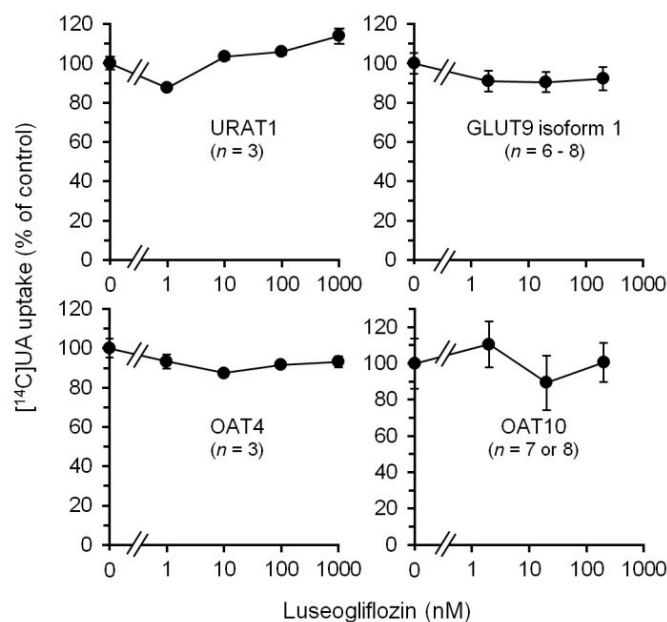 [¹⁴C]UA uptake (% of control)
120
100
80
60
40
20
0
0 1 10 100 1000
URAT1
(n = 3)
120
100
80
60
40
20
0
0 1 10 100 1000
GLUT9 isoform 1
(n = 6 - 8)
120
100
80
60
40
20
0
0 1 10 100 1000
OAT4
(n = 3)
120
100
80
60
40
20
0
0 1 10 100 1000
OAT10
(n = 7 or 8)
Luseogliflozin (nM)